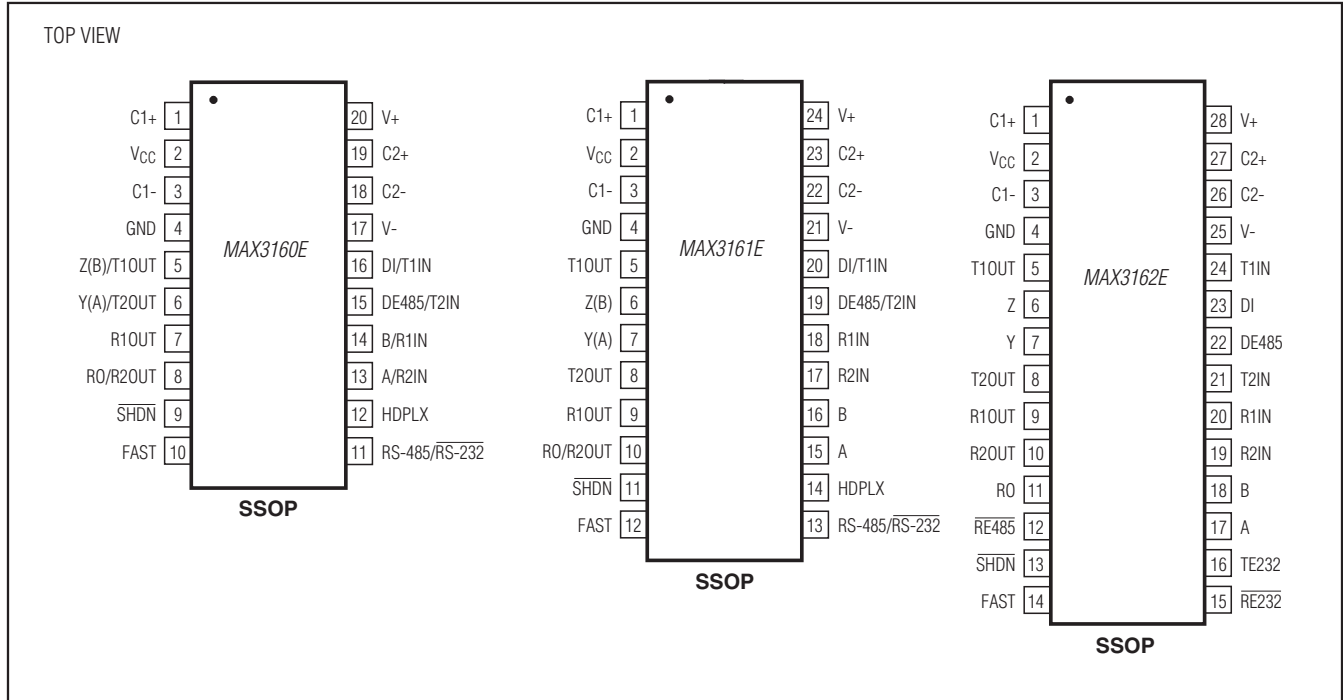 TOP VIEW
C1+ 1 20 V+
VCC 2 19 C2+
C1- 3 18 C2-
GND 4 17 V-
Z(B)/T1OUT 5 16 DI/T1IN
Y(A)/T2OUT 6 15 DE485/T2IN
R1OUT 7 14 B/R1IN
RO/R2OUT 8 13 A/R2IN
SHDN 9 12 HDPLX
FAST 10 11 RS-485/RS-232
MAX3160E
SSOP
C1+ 1 24 V+
VCC 2 23 C2+
C1- 3 22 C2-
GND 4 21 V-
T1OUT 5 20 DI/T1IN
Z(B) 6 19 DE485/T2IN
Y(A) 7 18 R1IN
T2OUT 8 17 R2IN
R1OUT 9 16 B
RO/R2OUT 10 15 A
SHDN 11 14 HDPLX
FAST 12 13 RS-485/RS-232
MAX3161E
SSOP
C1+ 1 28 V+
VCC 2 27 C2+
C1- 3 26 C2-
GND 4 25 V-
T1OUT 5 24 T1IN
Z 6 23 DI
Y 7 22 DE485
T2OUT 8 21 T2IN
R1OUT 9 20 R1IN
R2OUT 10 19 R2IN
RO 11 18 B
RE485 12 17 A
SHDN 13 16 TE232
FAST 14 15 RE232
MAX3162E
SSOP